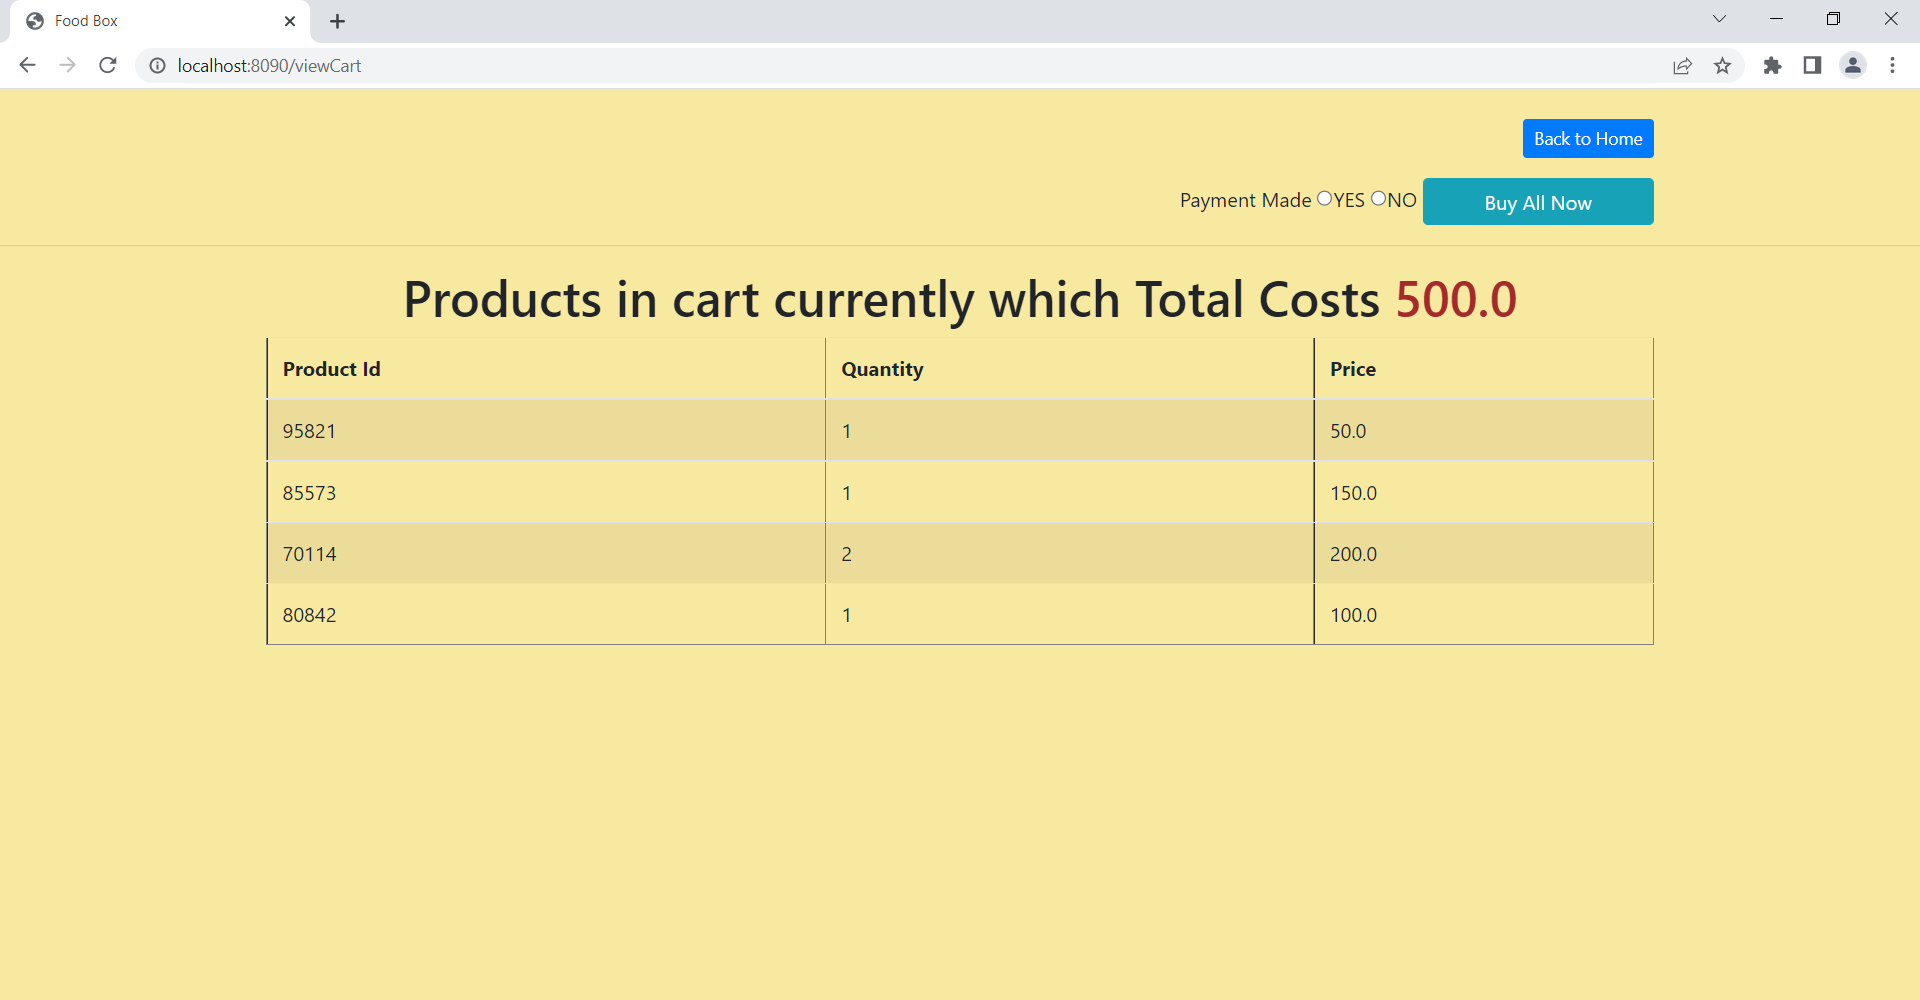 Food Box
localhost:8090/viewCart
Back to Home
Payment Made YES NO Buy All Now
Products in cart currently which Total Costs 500.0
Product Id Quantity Price
95821 1 50.0
85573 1 150.0
70114 2 200.0
80842 1 100.0